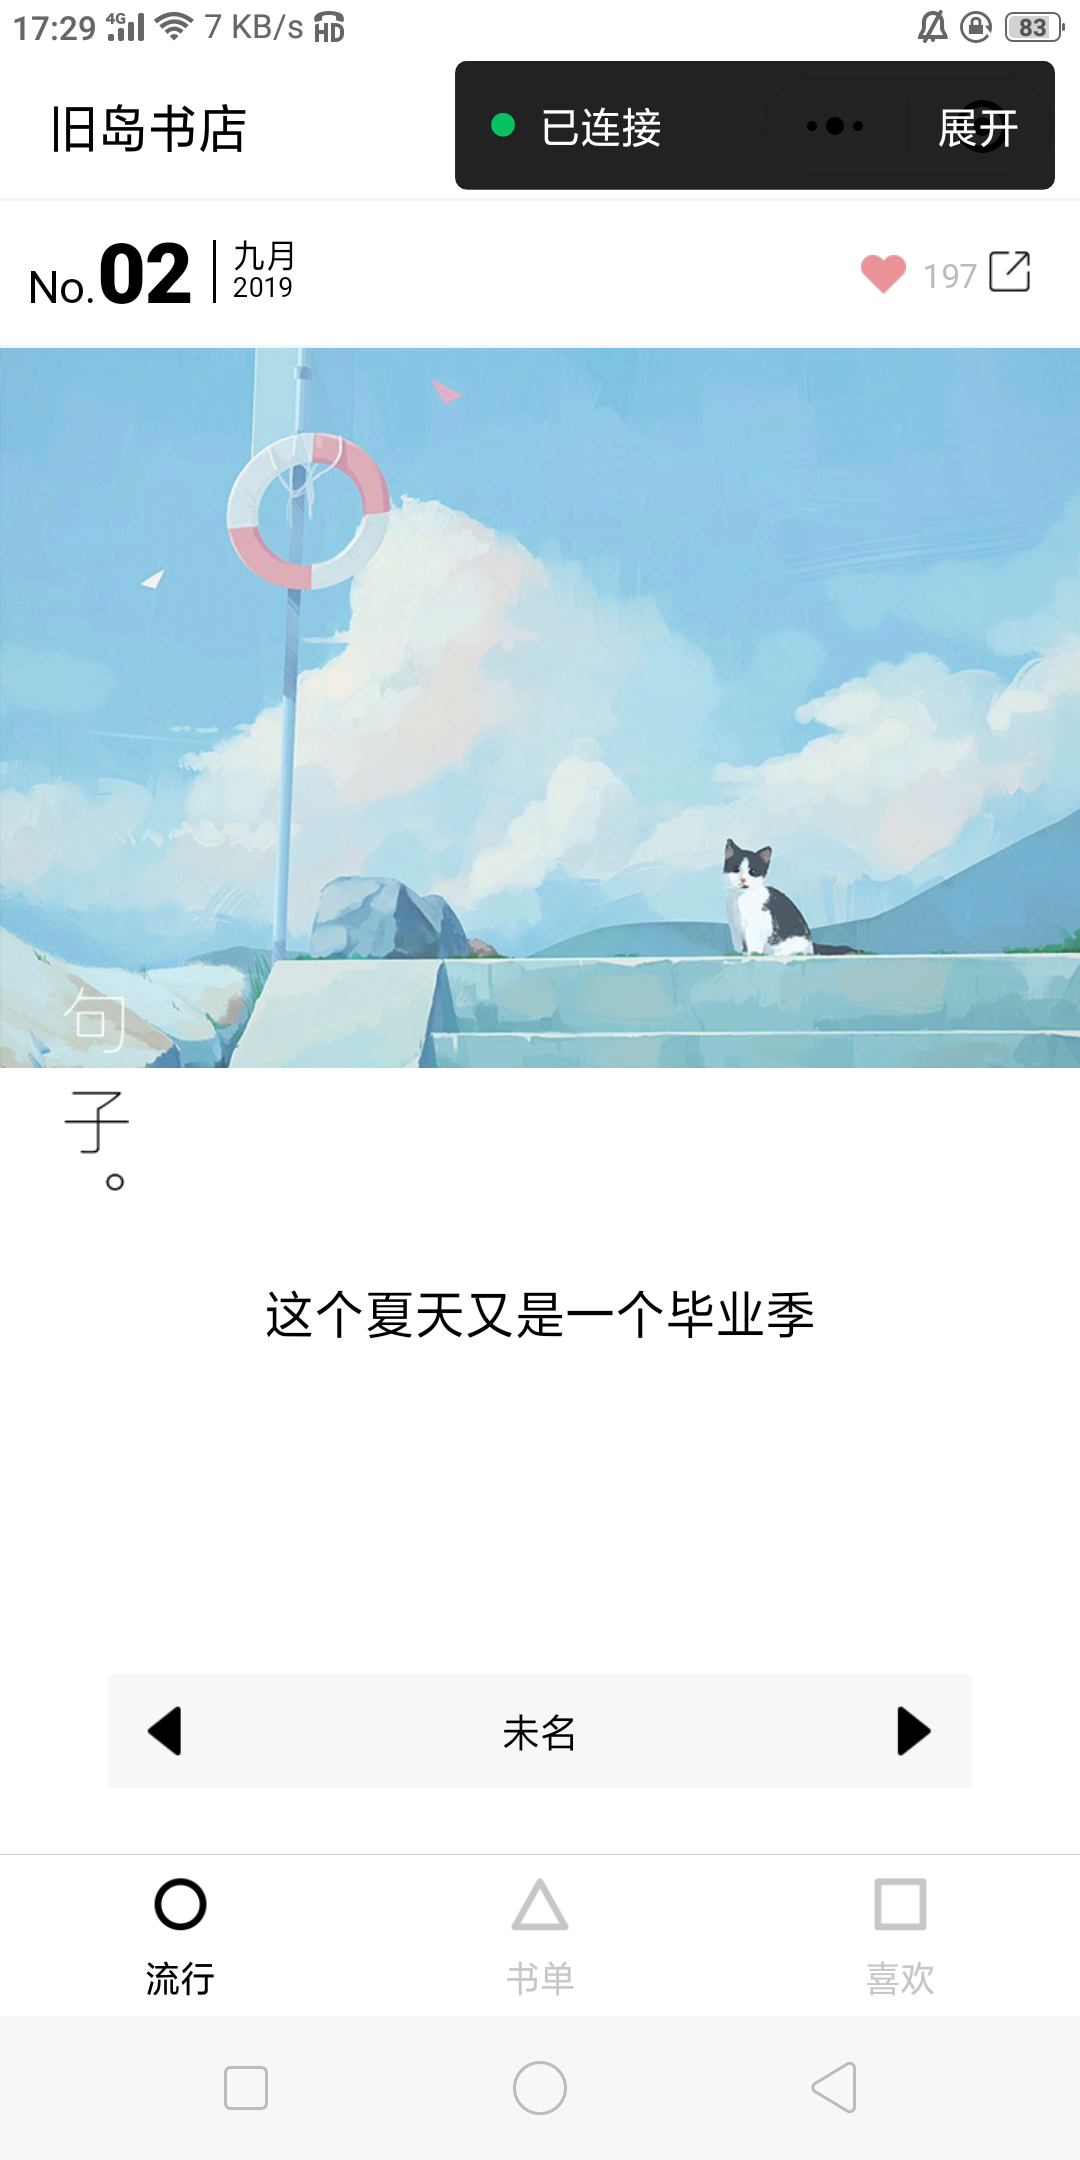 17:29 4G 7 KB/s HD 83
旧岛书店
已连接 展开
No.02 九月
2019
197
句
子。
这个夏天又是一个毕业季
未名
流行 书单 喜欢